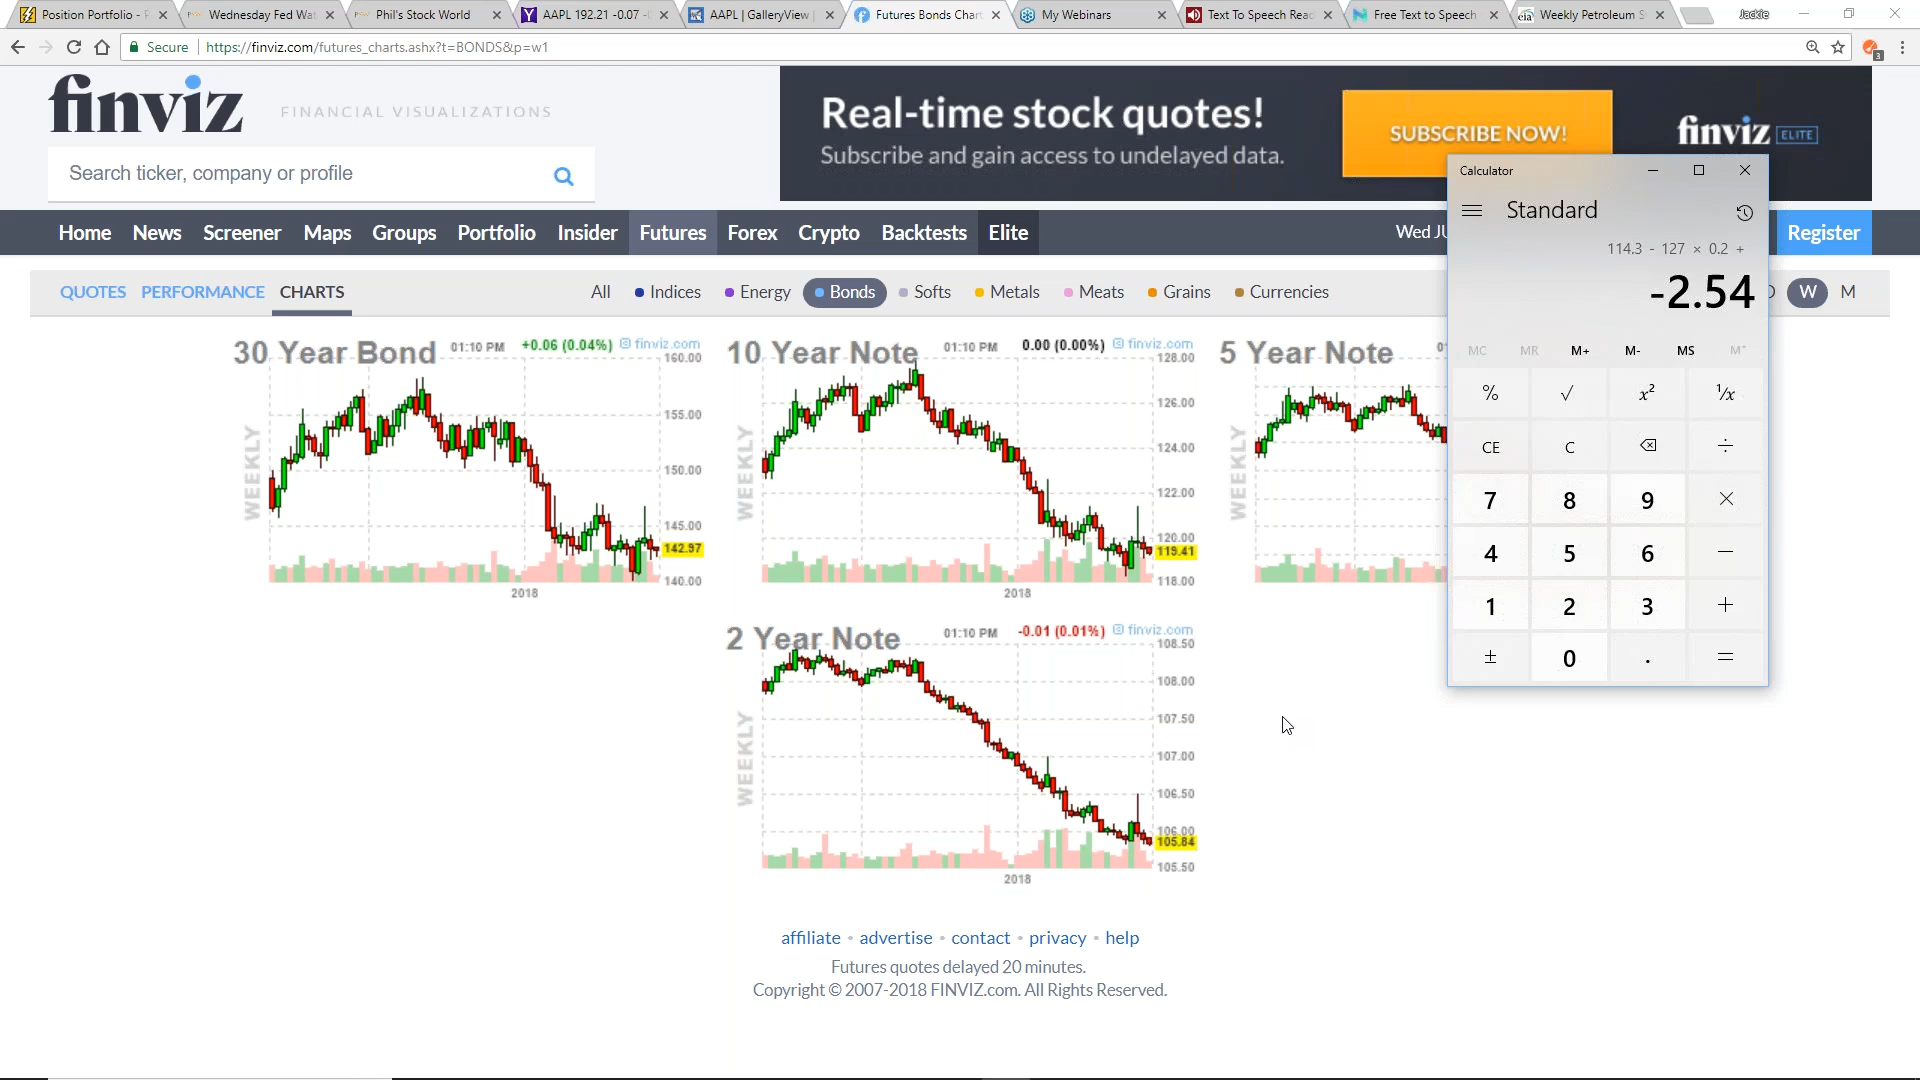 Position Portfolio -
Wednesday Fed Wa
Phil's Stock World
AAPL 192.21 -0.07 -
AAPL | GalleryView
Futures Bonds Chart
My Webinars
Text To Speech Rea
Free Text to Speech
Weekly Petroleum S
Jackie
Secure
https://finviz.com/futures_charts.ashx?t=BONDS&p=w1
3
finviz
FINANCIAL VISUALIZATIONS
Real-time stock quotes!
Subscribe and gain access to undelayed data.
SUBSCRIBE NOW!
finviz ELITE
Search ticker, company or profile
Home News Screener Maps Groups Portfolio Insider Futures Forex Crypto Backtests Elite
Wed JU
Register
QUOTES PERFORMANCE CHARTS
All Indices Energy Bonds Softs Metals Meats Grains Currencies
W M
30 Year Bond 01:10 PM +0.06 (0.04%) finviz.com
WEEKLY
160.00
155.00
150.00
145.00
142.97
140.00
2018
10 Year Note 01:10 PM 0.00 (0.00%) finviz.com
WEEKLY
128.00
126.00
124.00
122.00
120.00
119.41
118.00
2018
5 Year Note
WEEKLY
2 Year Note 01:10 PM -0.01 (0.01%) finviz.com
WEEKLY
108.50
108.00
107.50
107.00
106.50
106.00
105.84
105.50
2018
Calculator
Standard
114.3 - 127 × 0.2 +
-2.54
MC MR M+ M- MS M˅
% √ x² ¹/x
CE C ⌫ ÷
7 8 9 ×
4 5 6 −
1 2 3 +
± 0 . =
affiliate • advertise • contact • privacy • help
Futures quotes delayed 20 minutes.
Copyright © 2007-2018 FINVIZ.com. All Rights Reserved.